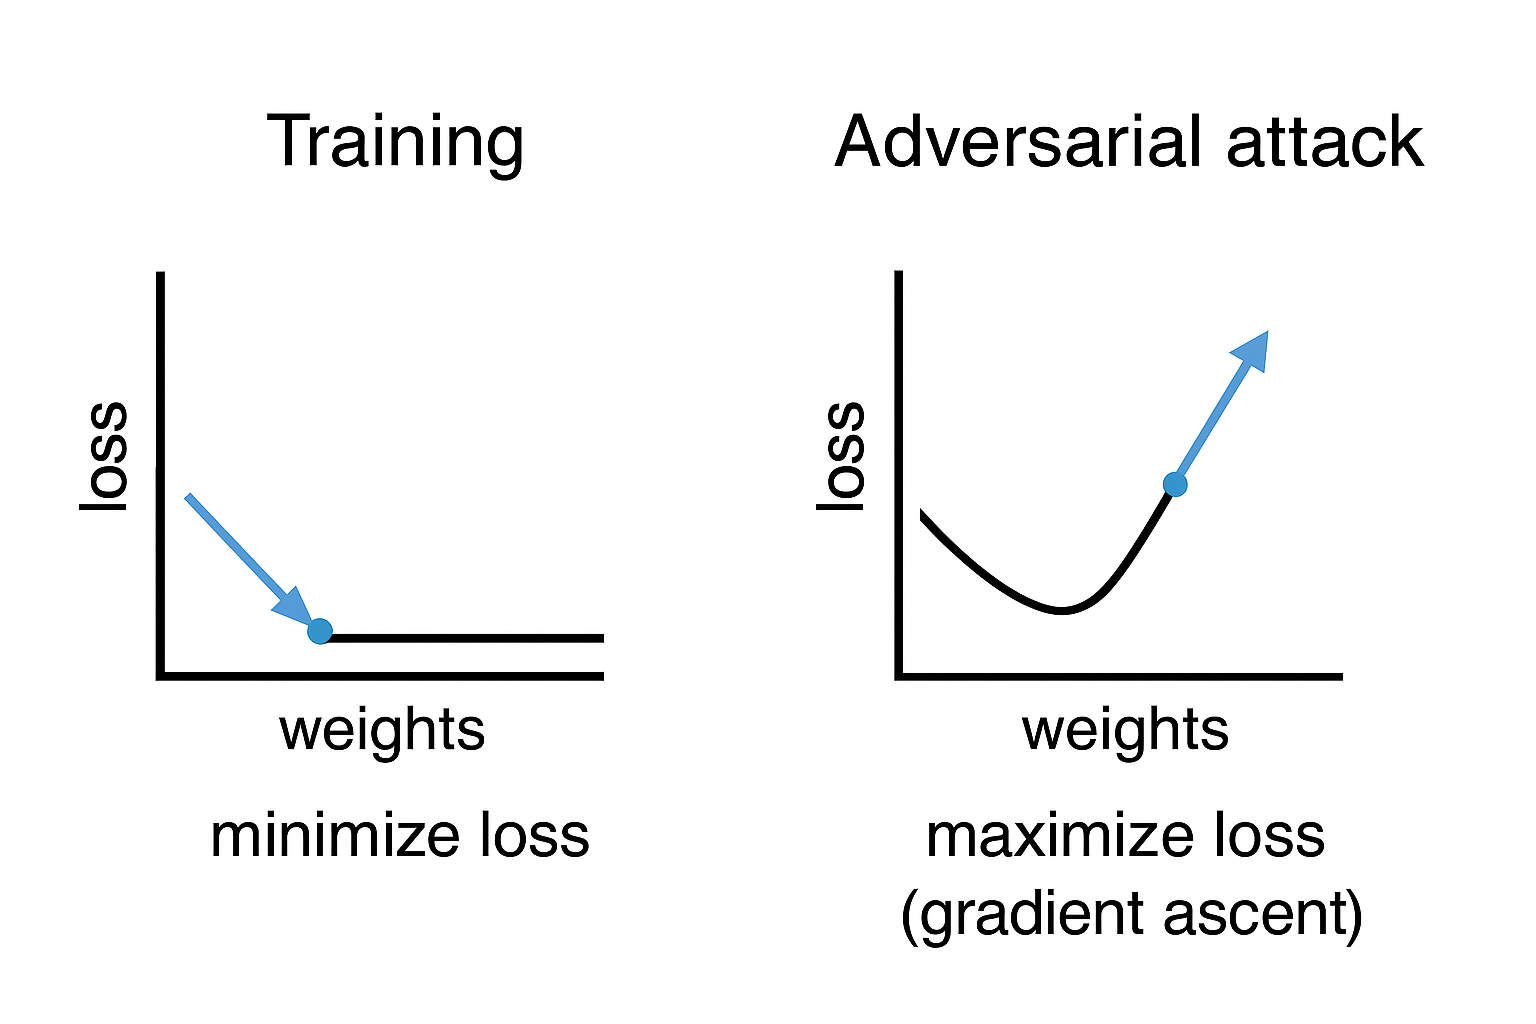 Training
loss
weights
minimize loss
Adversarial attack
loss
weights
maximize loss
(gradient ascent)